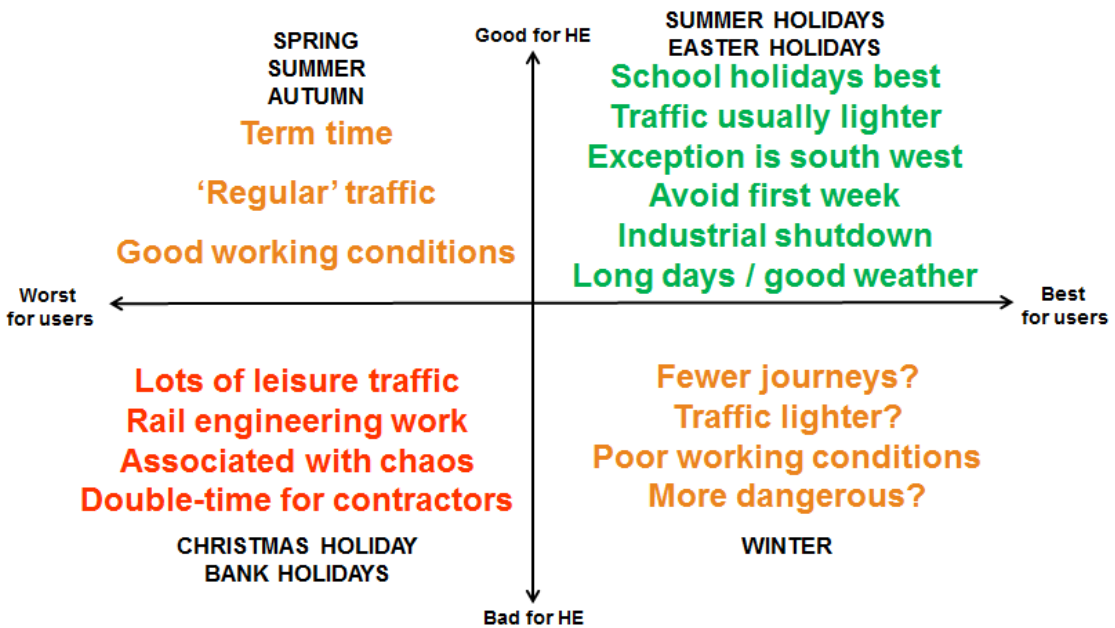 Good for HE
SPRING
SUMMER
AUTUMN
Term time
‘Regular’ traffic
Good working conditions
SUMMER HOLIDAYS
EASTER HOLIDAYS
School holidays best
Traffic usually lighter
Exception is south west
Avoid first week
Industrial shutdown
Long days / good weather
Worst
for users
Best
for users
Lots of leisure traffic
Rail engineering work
Associated with chaos
Double-time for contractors
CHRISTMAS HOLIDAY
BANK HOLIDAYS
Fewer journeys?
Traffic lighter?
Poor working conditions
More dangerous?
WINTER
Bad for HE